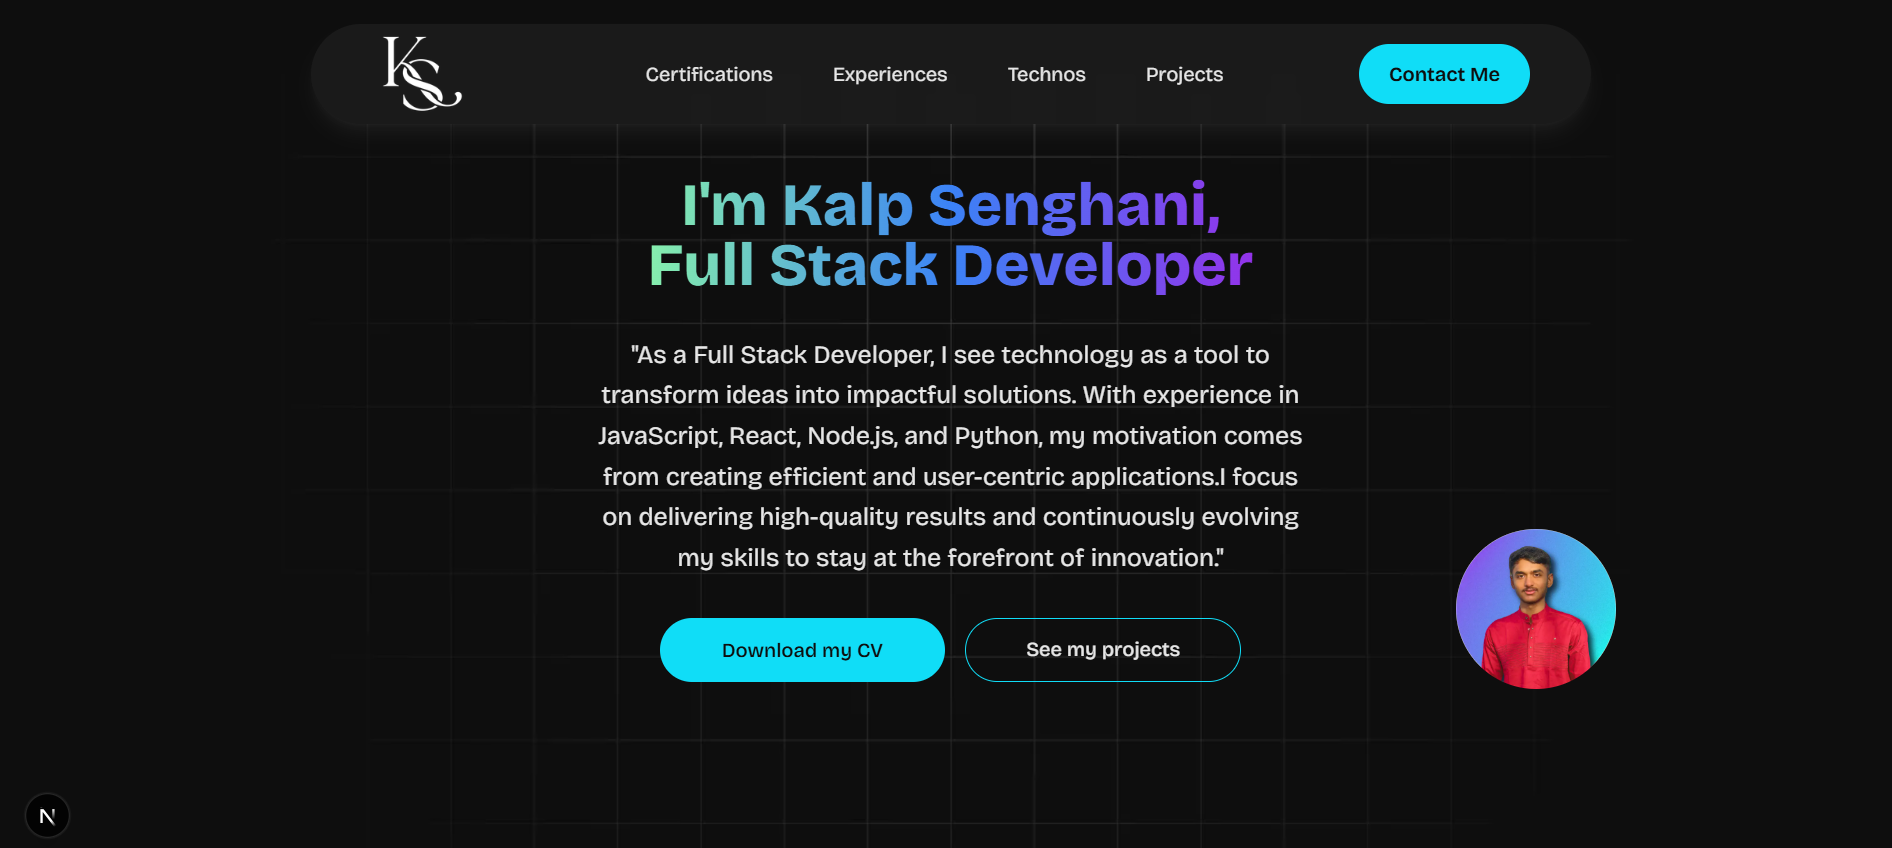 KS
Certifications
Experiences
Technos
Projects
Contact Me
I'm Kalp Senghani,
Full Stack Developer
"As a Full Stack Developer, I see technology as a tool to
transform ideas into impactful solutions. With experience in
JavaScript, React, Node.js, and Python, my motivation comes
from creating efficient and user-centric applications.I focus
on delivering high-quality results and continuously evolving
my skills to stay at the forefront of innovation."
Download my CV
See my projects
N